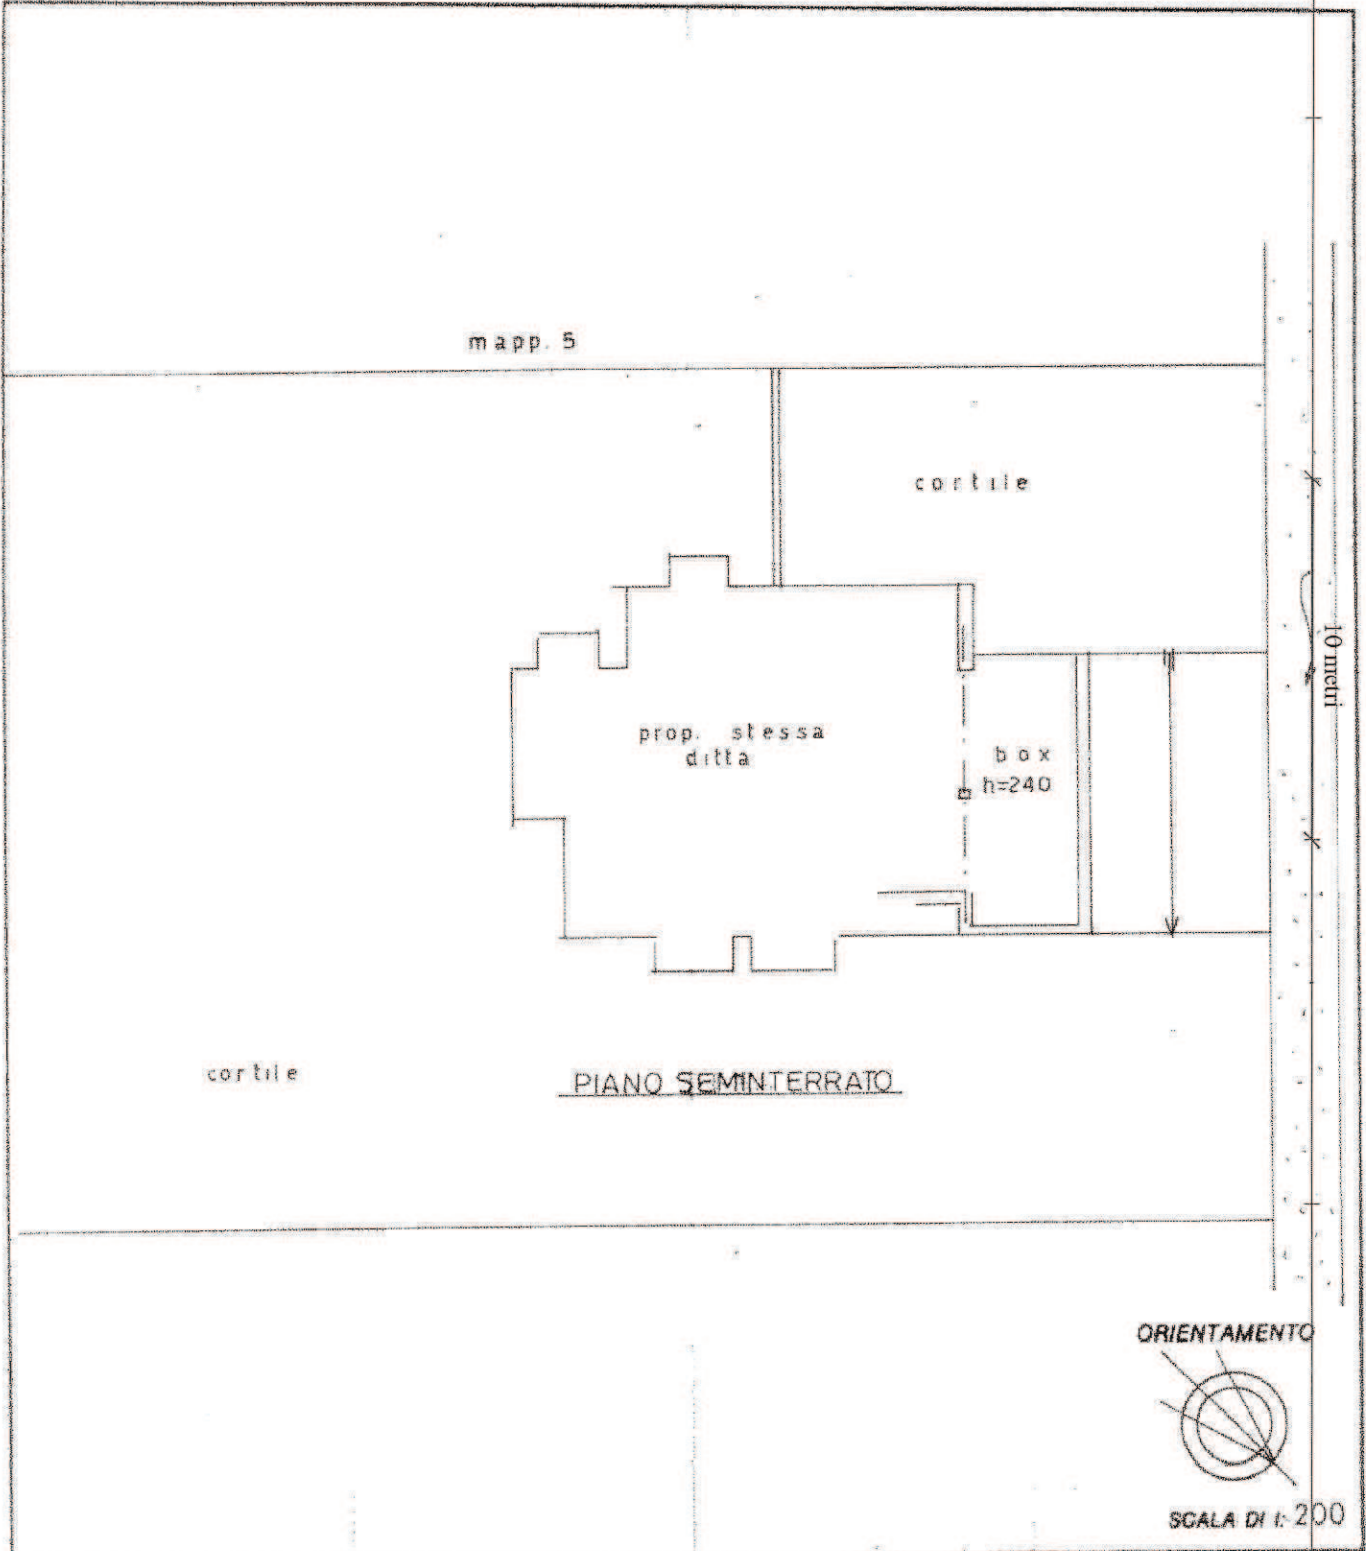 mapp. 5
cortile
10 metri
prop. stessa
ditta
box
h=240
cortile
PIANO SEMINTERRATO
ORIENTAMENTO
SCALA DI 1:200